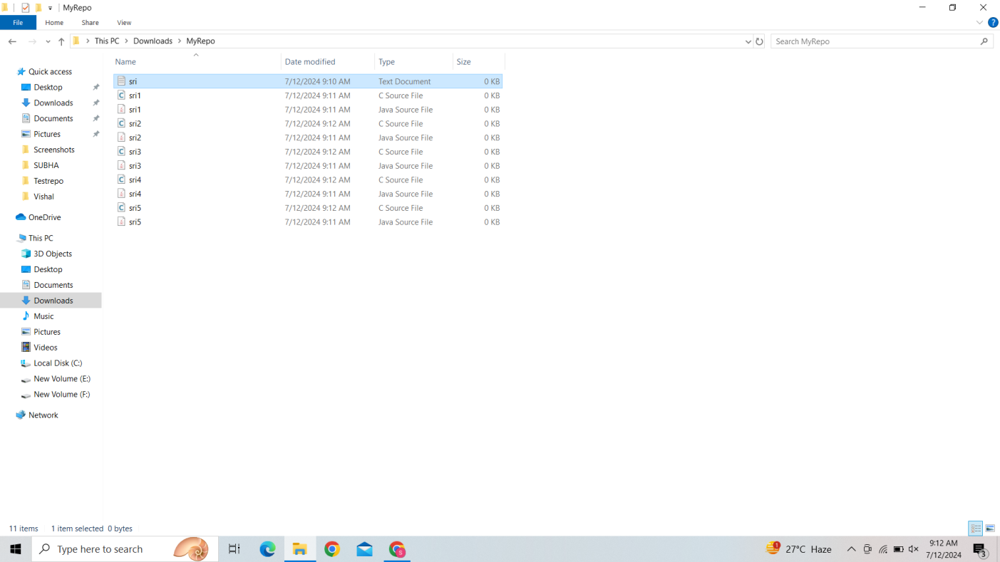 MyRepo
File Home Share View
This PC > Downloads > MyRepo
Search MyRepo
Name Date modified Type Size
sri 7/12/2024 9:10 AM Text Document 0 KB
sri1 7/12/2024 9:11 AM C Source File 0 KB
sri1 7/12/2024 9:11 AM Java Source File 0 KB
sri2 7/12/2024 9:12 AM C Source File 0 KB
sri2 7/12/2024 9:11 AM Java Source File 0 KB
sri3 7/12/2024 9:12 AM C Source File 0 KB
sri3 7/12/2024 9:11 AM Java Source File 0 KB
sri4 7/12/2024 9:12 AM C Source File 0 KB
sri4 7/12/2024 9:11 AM Java Source File 0 KB
sri5 7/12/2024 9:12 AM C Source File 0 KB
sri5 7/12/2024 9:11 AM Java Source File 0 KB
Quick access
Desktop
Downloads
Documents
Pictures
Screenshots
SUBHA
Testrepo
Vishal
OneDrive
This PC
3D Objects
Desktop
Documents
Downloads
Music
Pictures
Videos
Local Disk (C:)
New Volume (E:)
New Volume (F:)
Network
11 items 1 item selected 0 bytes
Type here to search
S
1
27°C Haze
9:12 AM
7/12/2024
3